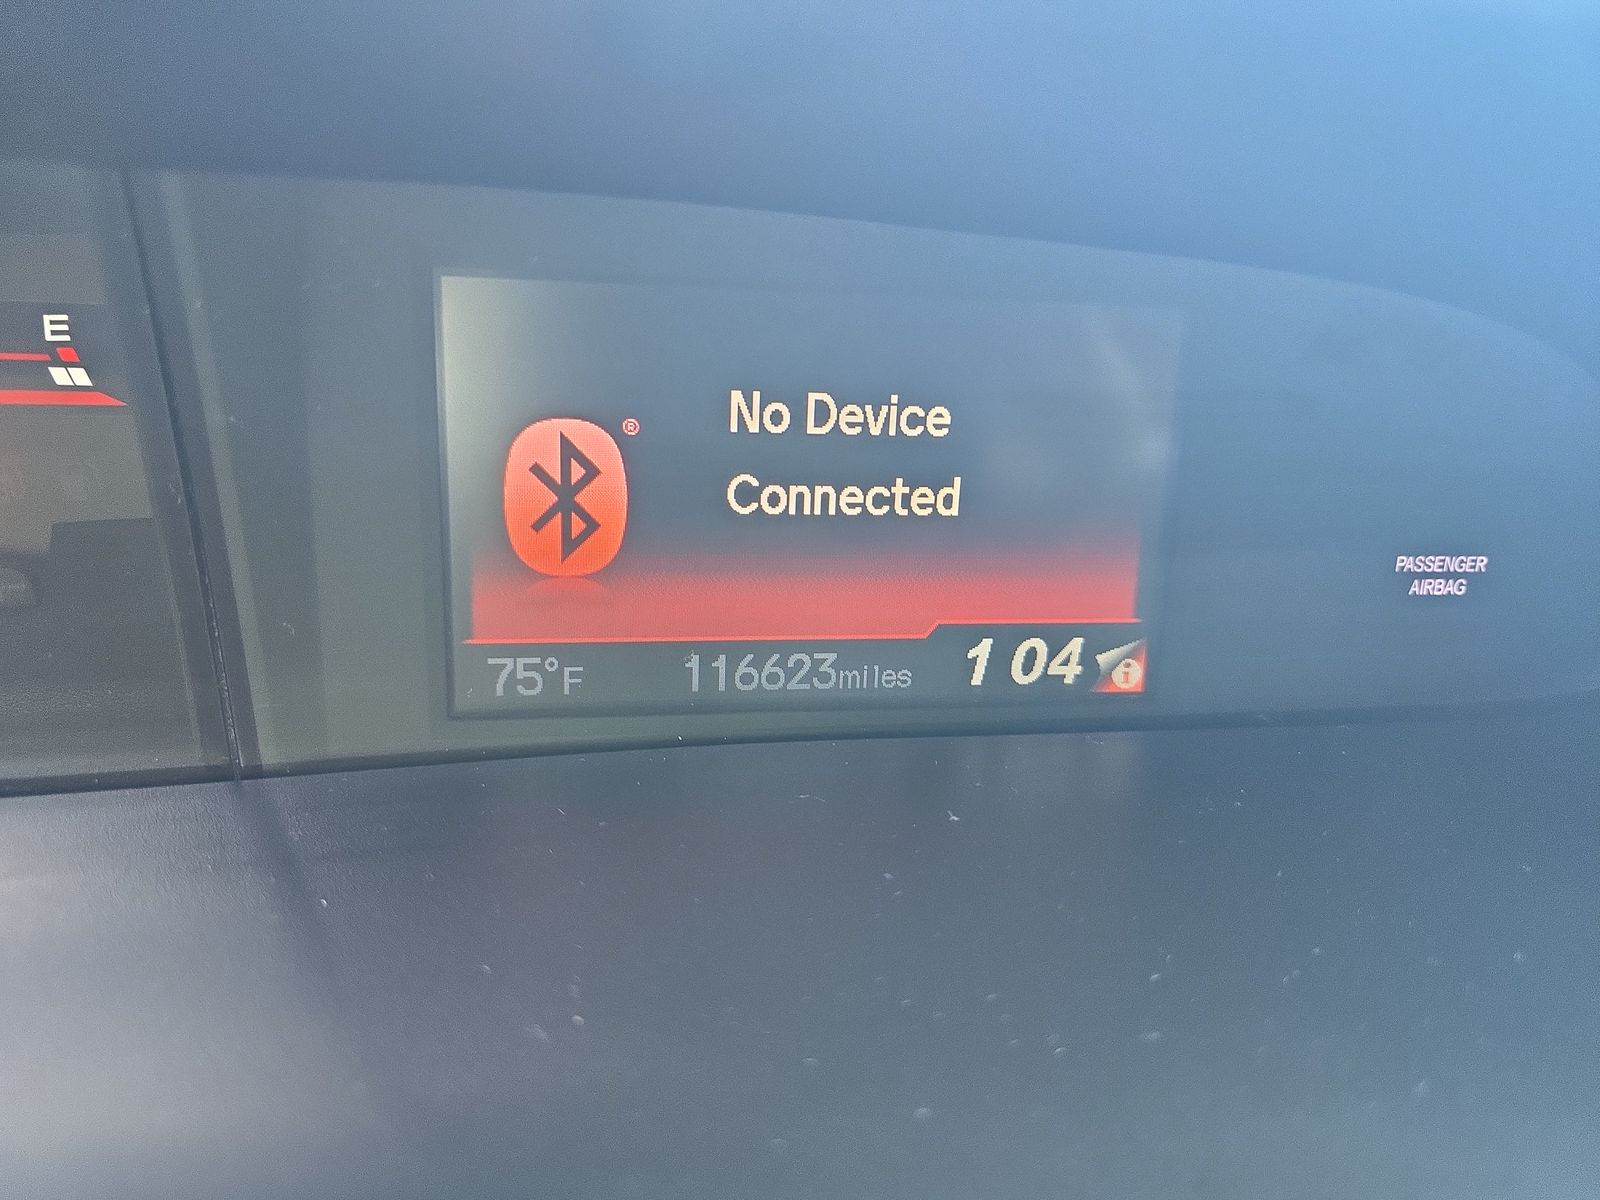 E
®
No Device
Connected
75°F 116623miles 1 04 i
PASSENGER
AIRBAG